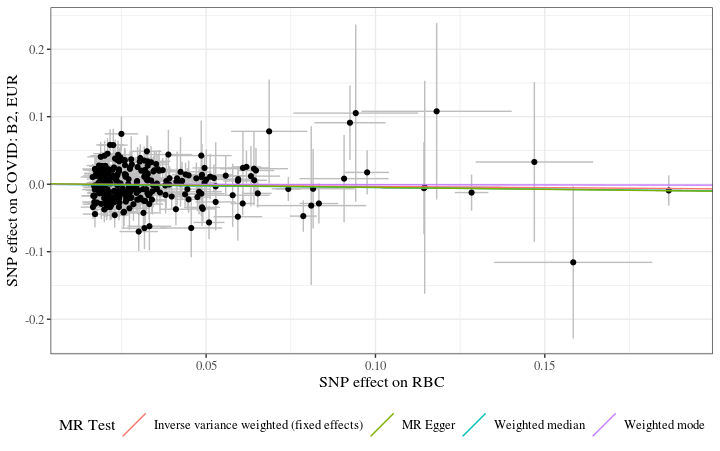 SNP effect on COVID: B2, EUR
0.2
0.1
0.0
-0.1
-0.2
0.05
0.10
0.15
SNP effect on RBC
MR Test
Inverse variance weighted (fixed effects)
MR Egger
Weighted median
Weighted mode